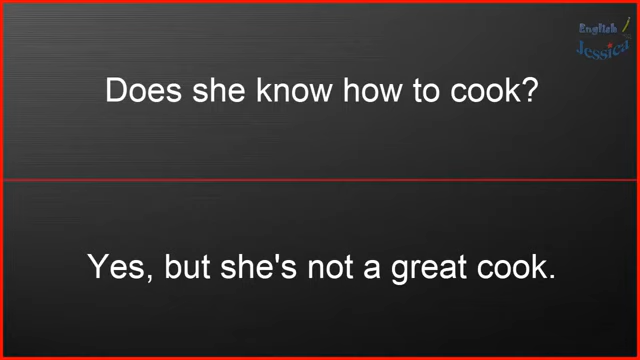 English
Jessica
Does she know how to cook?
Yes, but she's not a great cook.